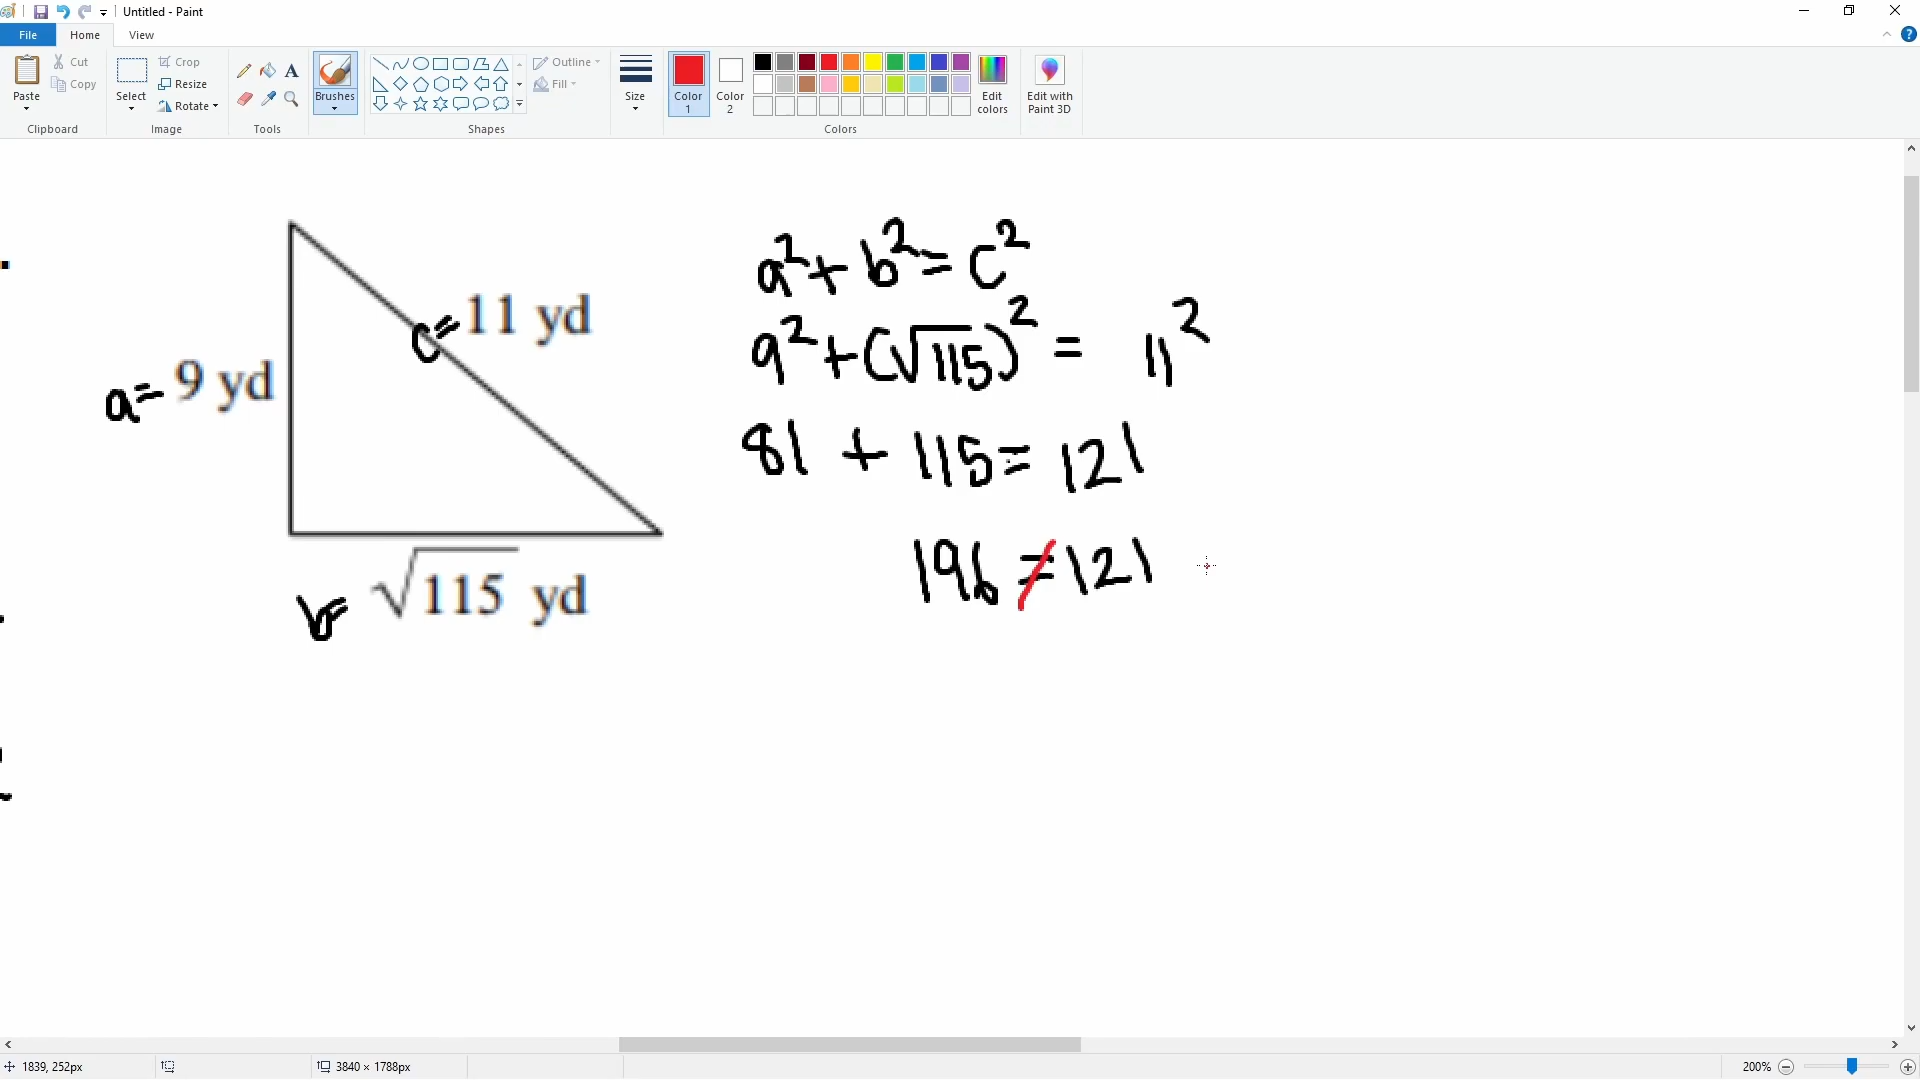 Untitled - Paint
File Home View
Paste
Cut
Copy
Clipboard
Select
Crop
Resize
Rotate
Image
A
Tools
Brushes
Shapes
Outline
Fill
Size
Color 1
Color 2
Colors
Edit colors
Edit with Paint 3D
?
a= 9 yd
c= 11 yd
b= √115 yd
a²+ b²= c²
9²+(√115)² = 11²
81 + 115 = 121
196 ≠ 121
1839, 252px
3840 × 1788px
200%